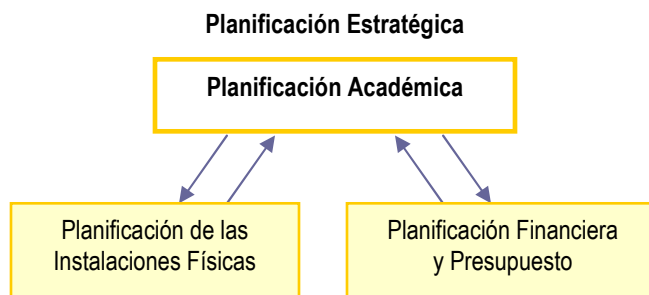 Planificación Estratégica
Planificación Académica
Planificación de las
Instalaciones Físicas
Planificación Financiera
y Presupuesto